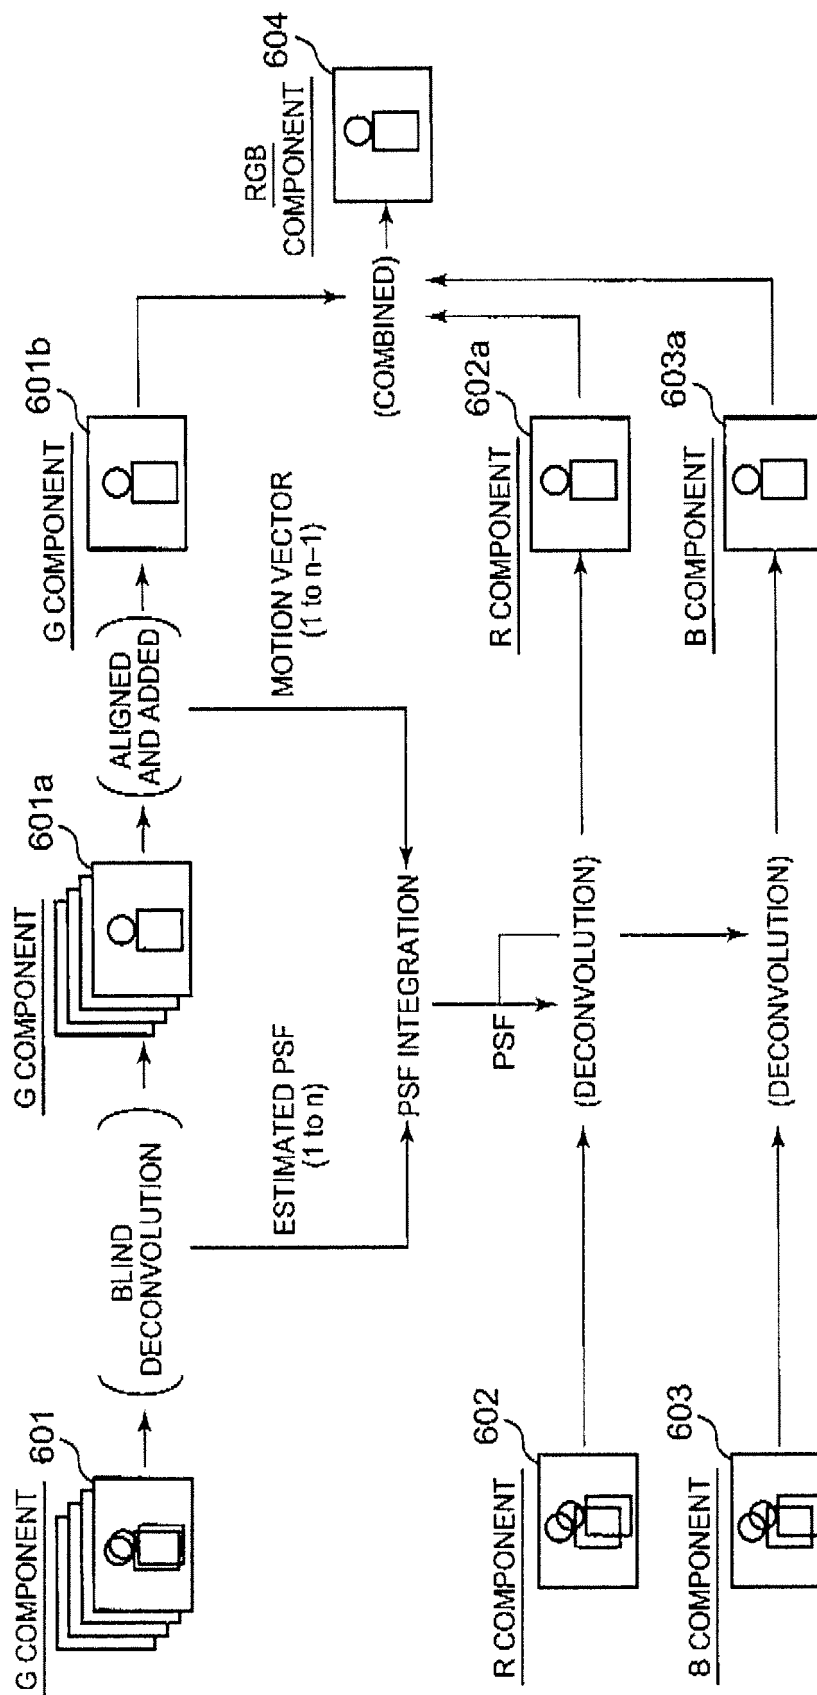 G COMPONENT
601
( BLIND
DECONVOLUTION )
G COMPONENT
601a
( ALIGNED
AND ADDED )
G COMPONENT
601b
ESTIMATED PSF
(1 to n)
MOTION VECTOR
(1 to n–1)
PSF INTEGRATION
PSF
(COMBINED)
RGB
COMPONENT
604
R COMPONENT
602
(DECONVOLUTION)
R COMPONENT
602a
B COMPONENT
603
(DECONVOLUTION)
B COMPONENT
603a